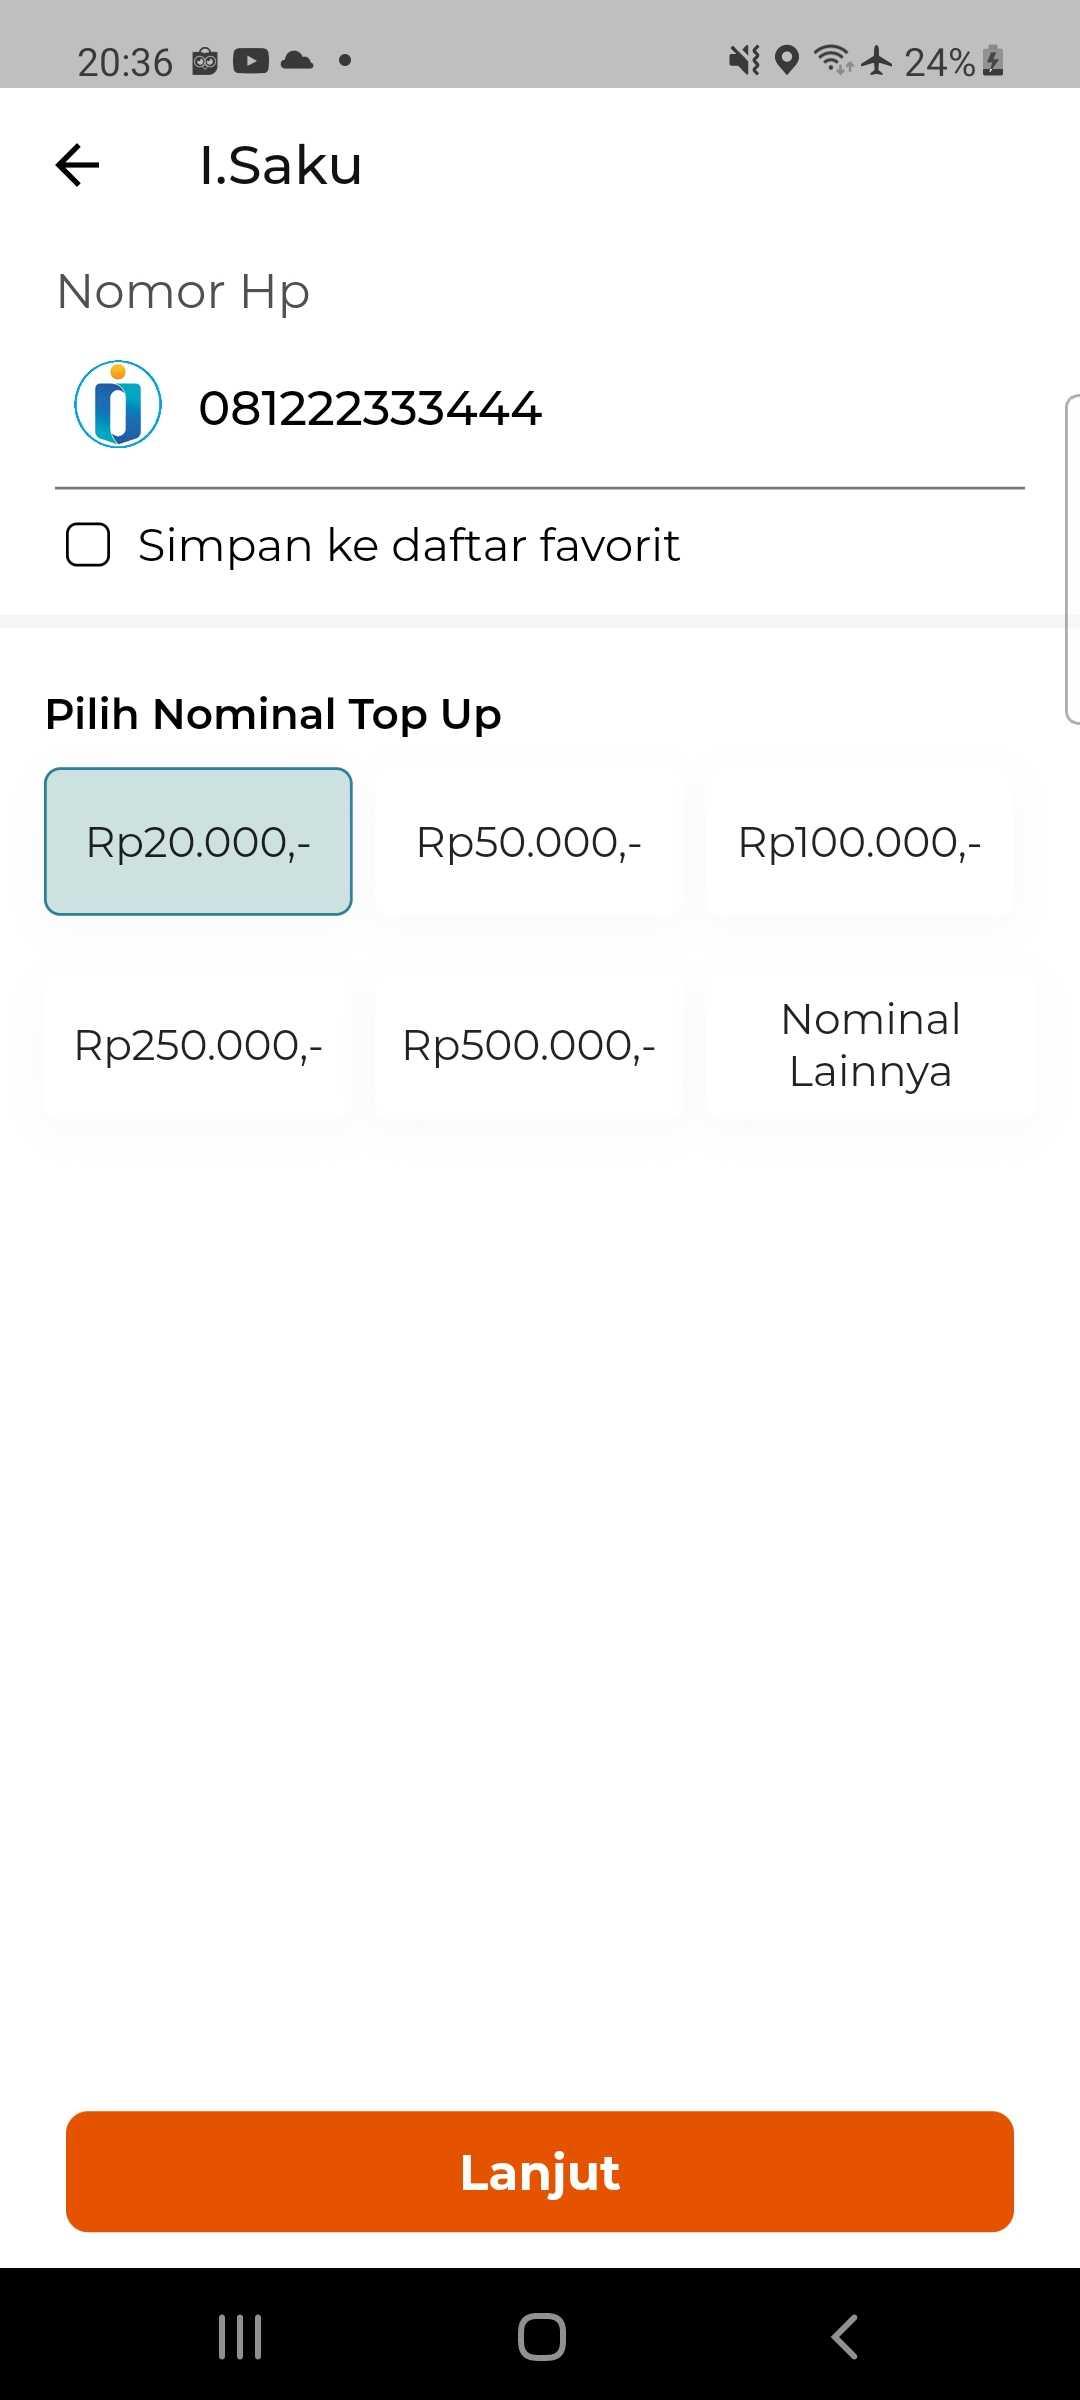 20:36
24%
I.Saku
Nomor Hp
081222333444
Simpan ke daftar favorit
Pilih Nominal Top Up
Rp20.000,-
Rp50.000,-
Rp100.000,-
Rp250.000,-
Rp500.000,-
Nominal
Lainnya
Lanjut